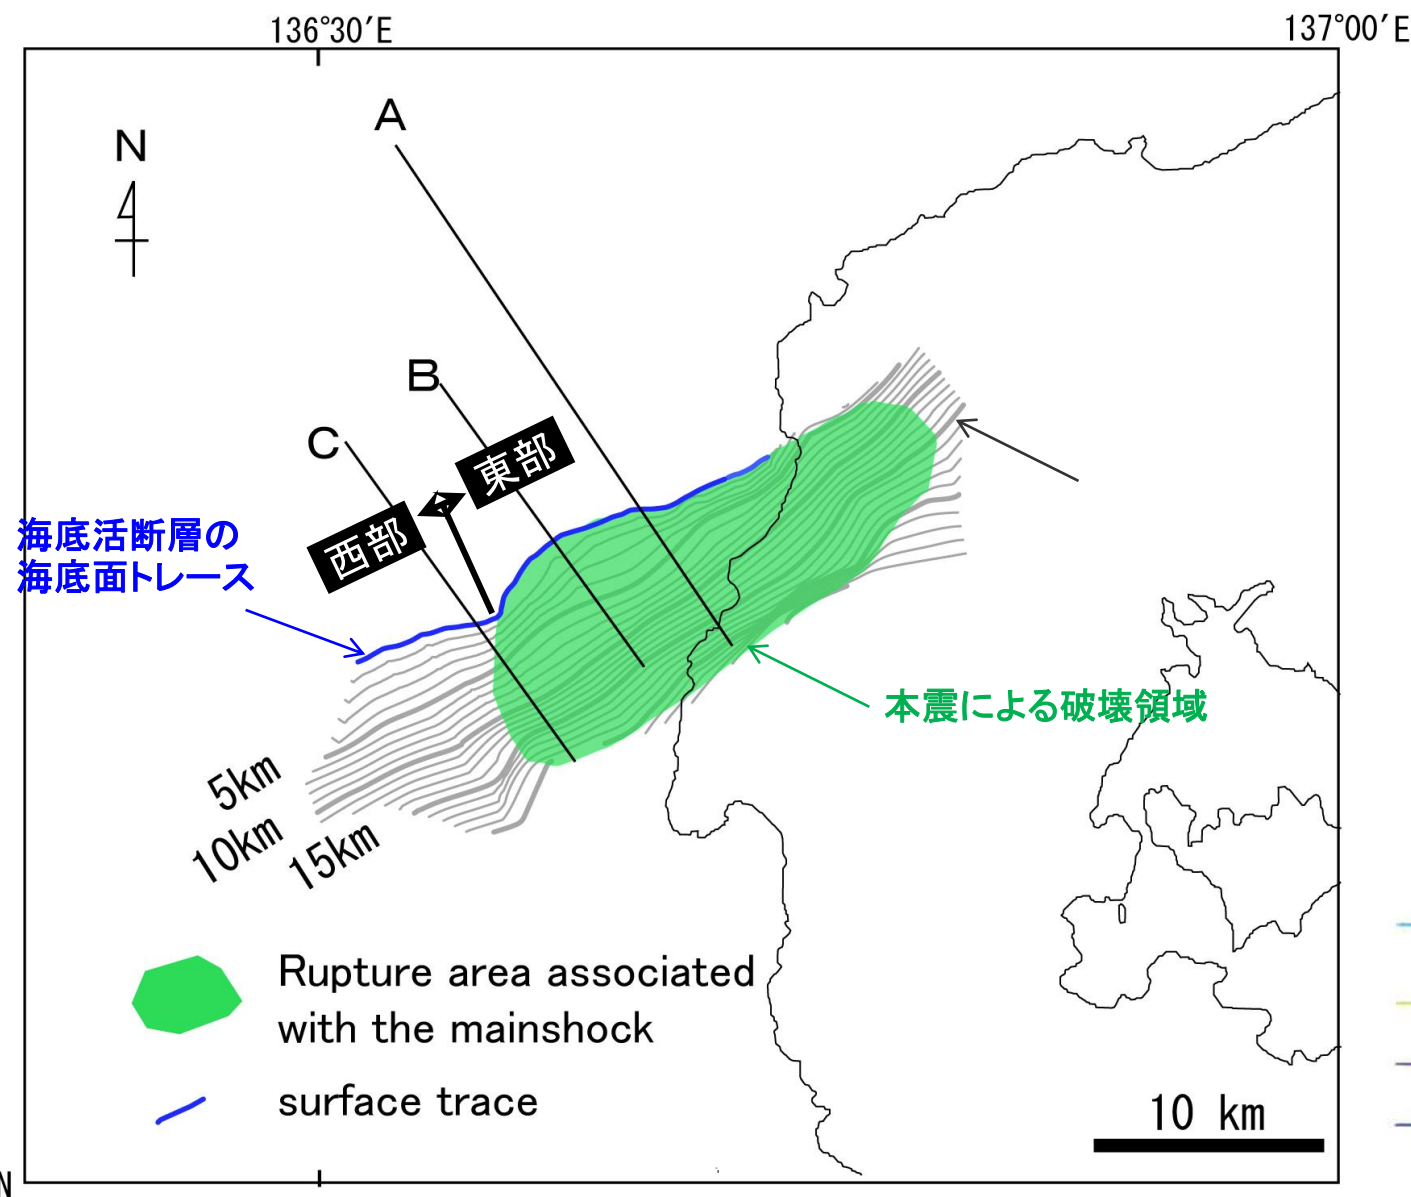 136°30′E
137°00′E
A
N
B
C
東部
西部
海底活断層の
海底面トレース
本震による破壊領域
5km
10km
15km
Rupture area associated
with the mainshock
surface trace
10 km
N